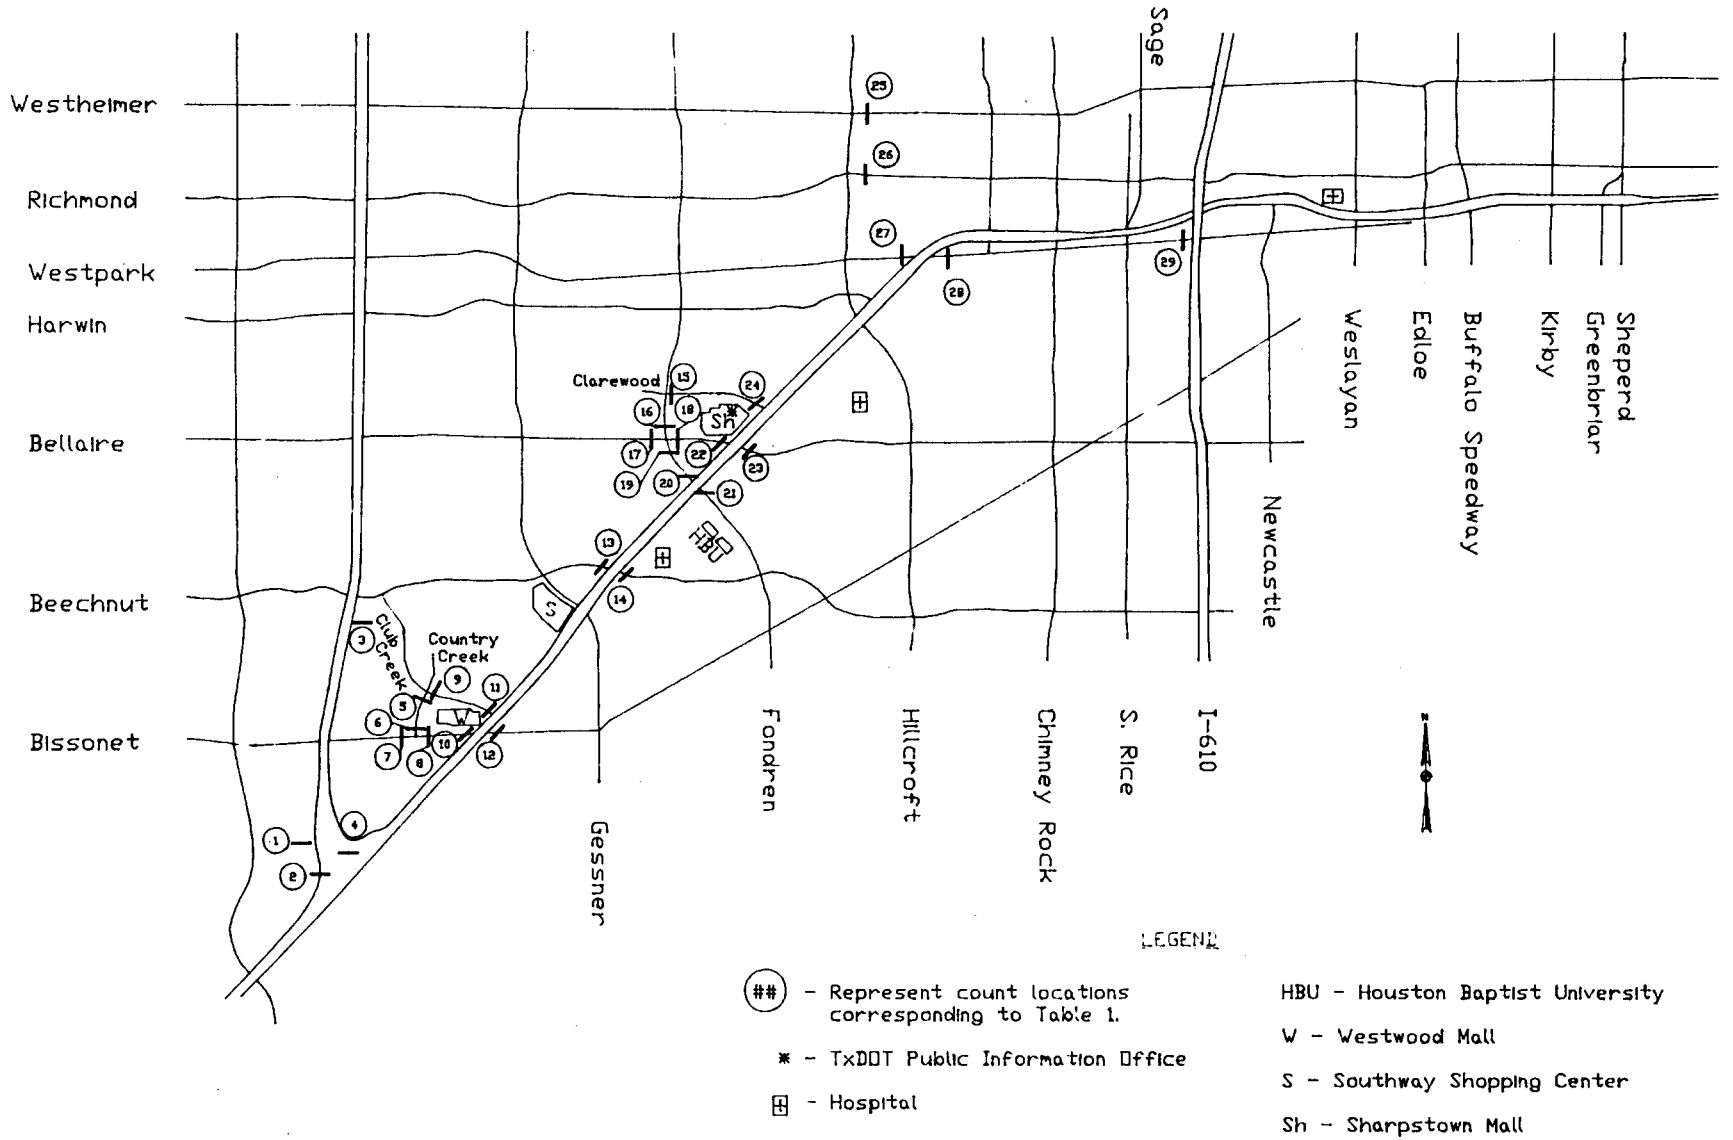 Sage
Westheimer
Richmond
Westpark
Harwin
Bellaire
Beechnut
Bissonet
25
26
27
28
29
Clarewood
15
24
16
18
Sh
17
22
23
19
20
21
HBU
13
14
S
3
Club
Creek
Country
Creek
9
11
5
6
W
7
8
10
12
1
4
2
Weslayan
Edloe
Buffalo Speedway
Kirby
Greenbriar
Sheperd
Newcastle
Gessner
Fondren
Hillcroft
Chimney Rock
S. Rice
I-610
N
LEGEND
## - Represent count locations
corresponding to Table 1.
* - TxDOT Public Information Office
- Hospital
HBU - Houston Baptist University
W - Westwood Mall
S - Southway Shopping Center
Sh - Sharpstown Mall